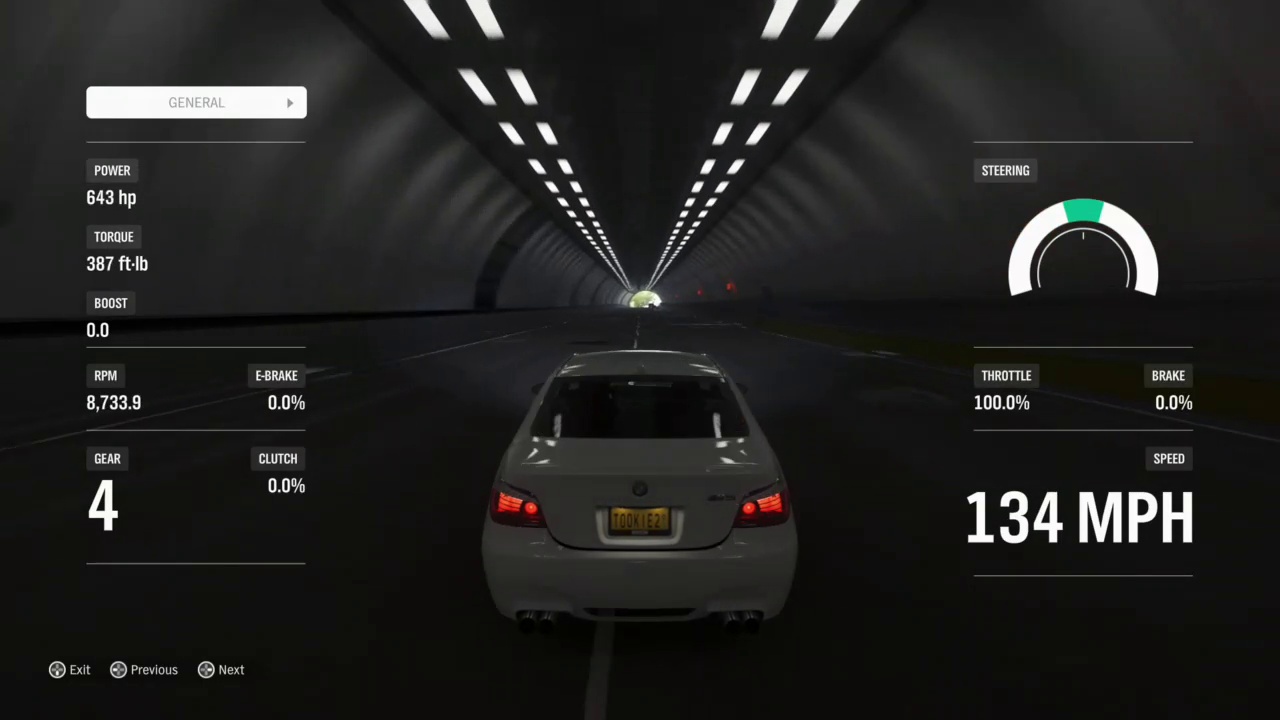 GENERAL
POWER
643 hp
TORQUE
387 ft·lb
BOOST
0.0
RPM
E-BRAKE
8,733.9
0.0%
GEAR
CLUTCH
4
0.0%
STEERING
THROTTLE
BRAKE
100.0%
0.0%
SPEED
134 MPH
Exit
Previous
Next